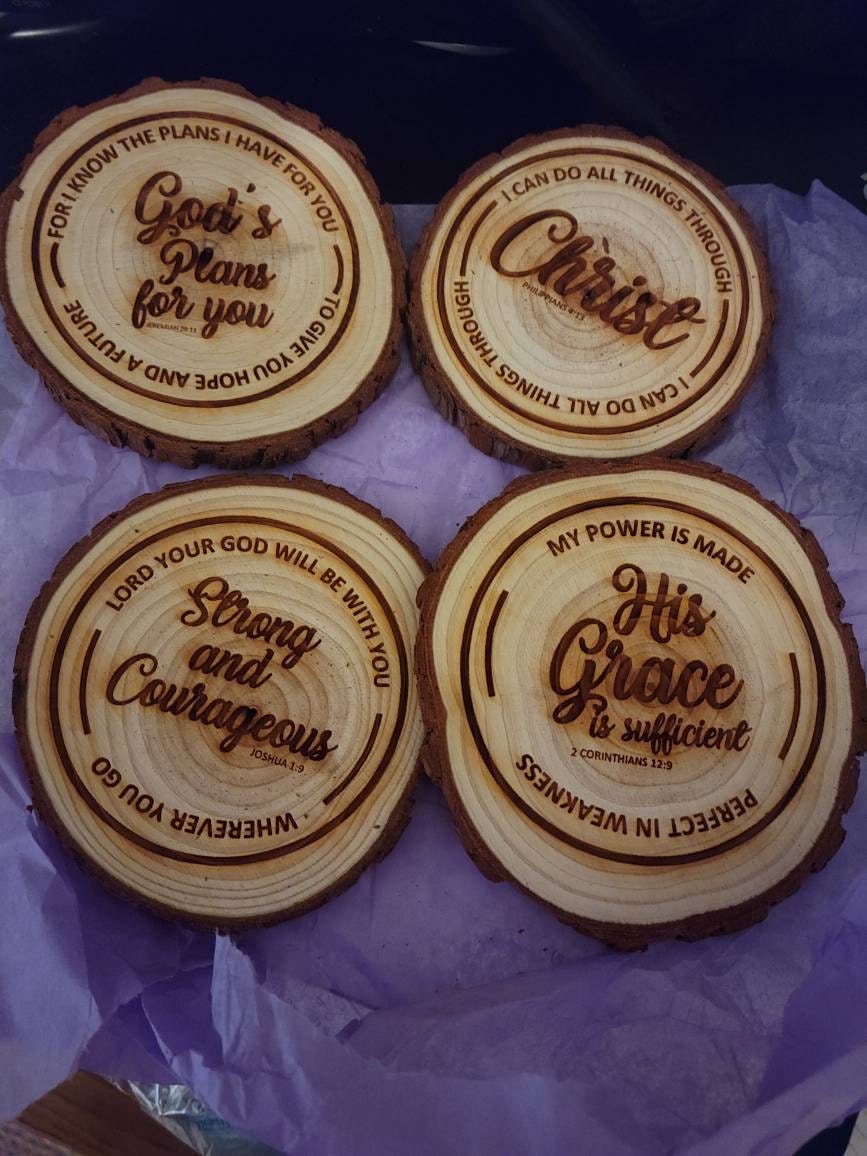 FOR I KNOW THE PLANS I HAVE FOR YOU
God's
Plans
for you
JEREMIAH 29:11
TO GIVE YOU HOPE AND A FUTURE
I CAN DO ALL THINGS THROUGH
Christ
PHILIPPIANS 4:13
I CAN DO ALL THINGS THROUGH
LORD YOUR GOD WILL BE WITH YOU
Strong
and
Courageous
JOSHUA 1:9
WHEREVER YOU GO
MY POWER IS MADE
His
Grace
is sufficient
2 CORINTHIANS 12:9
PERFECT IN WEAKNESS